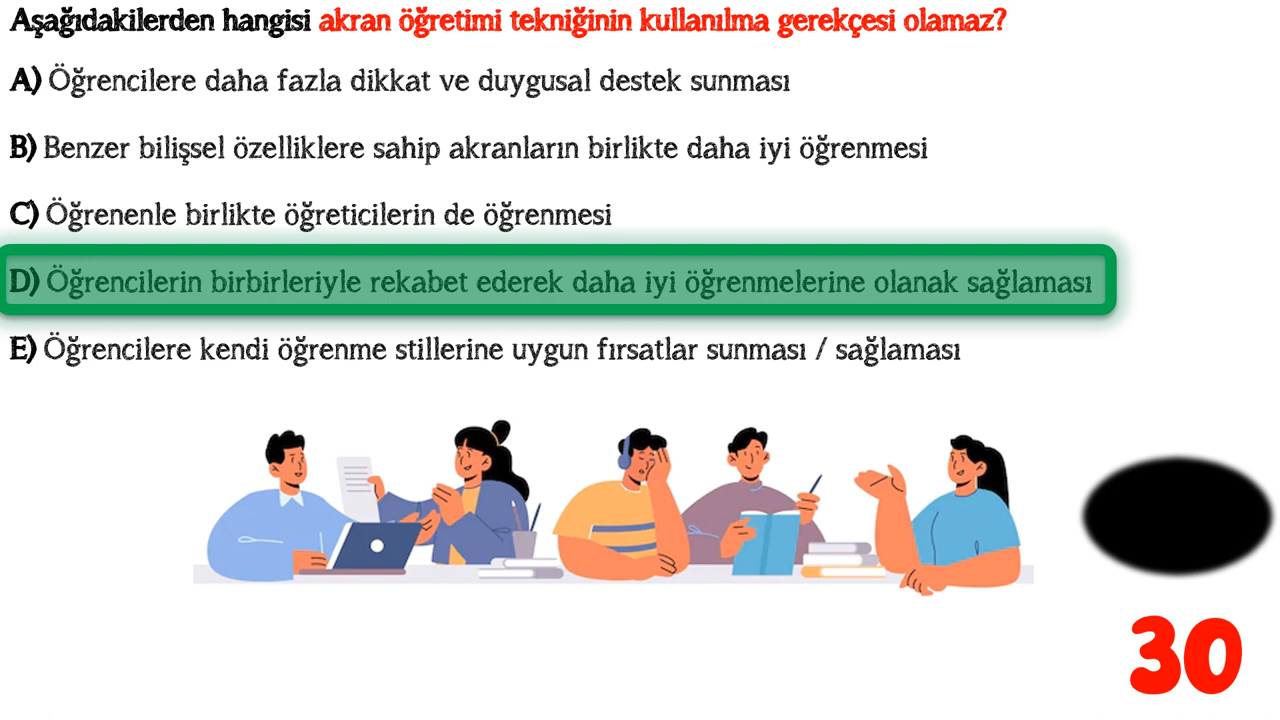 Aşağıdakilerden hangisi akran öğretimi tekniğinin kullanılma gerekçesi olamaz?
A) Öğrencilere daha fazla dikkat ve duygusal destek sunması
B) Benzer bilişsel özelliklere sahip akranların birlikte daha iyi öğrenmesi
C) Öğrenenle birlikte öğreticilerin de öğrenmesi
D) Öğrencilerin birbirleriyle rekabet ederek daha iyi öğrenmelerine olanak sağlaması
E) Öğrencilere kendi öğrenme stillerine uygun fırsatlar sunması / sağlaması
30